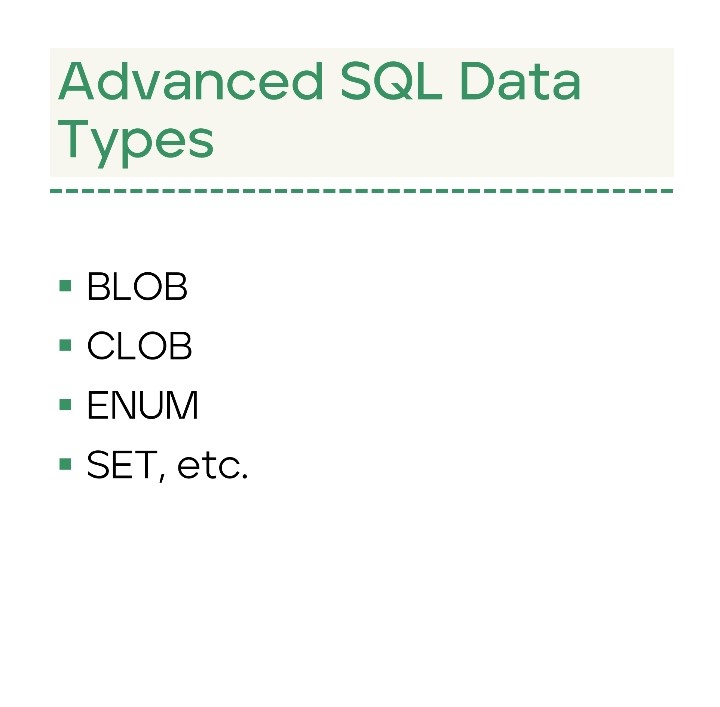 Advanced SQL Data
Types
▪ BLOB
▪ CLOB
▪ ENUM
▪ SET, etc.